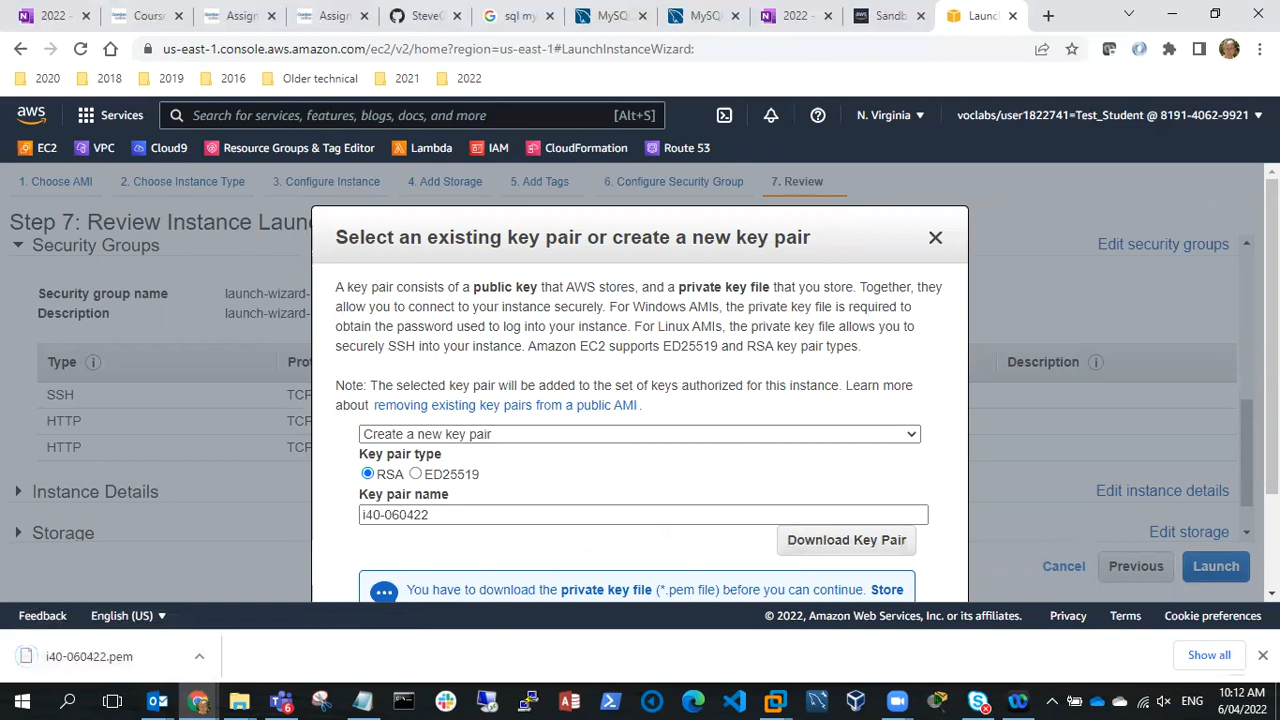 2022 -
Cour
Assign
Assign
SteveG
sql my
MySQL
MySQL
2022 -
Sandb
Launch
us-east-1.console.aws.amazon.com/ec2/v2/home?region=us-east-1#LaunchInstanceWizard:
2020
2018
2019
2016
Older technical
2021
2022
aws
Services
Search for services, features, blogs, docs, and more
[Alt+S]
N. Virginia
voclabs/user1822741=Test_Student @ 8191-4062-9921
EC2
VPC
Cloud9
Resource Groups & Tag Editor
Lambda
IAM
CloudFormation
Route 53
1. Choose AMI
2. Choose Instance Type
3. Configure Instance
4. Add Storage
5. Add Tags
6. Configure Security Group
7. Review
Step 7: Review Instance Laun
Security Groups
Edit security groups
Security group name
launch-wizard-
Description
launch-wizard-
Type
Pro
Description
SSH
TCP
HTTP
TCP
HTTP
TCP
Instance Details
Edit instance details
Storage
Edit storage
Select an existing key pair or create a new key pair
A key pair consists of a public key that AWS stores, and a private key file that you store. Together, they
allow you to connect to your instance securely. For Windows AMIs, the private key file is required to
obtain the password used to log into your instance. For Linux AMIs, the private key file allows you to
securely SSH into your instance. Amazon EC2 supports ED25519 and RSA key pair types.
Note: The selected key pair will be added to the set of keys authorized for this instance. Learn more
about removing existing key pairs from a public AMI .
Create a new key pair
Key pair type
RSA
ED25519
Key pair name
i40-060422
Download Key Pair
You have to download the private key file (*.pem file) before you can continue. Store
Cancel
Previous
Launch
Feedback
English (US)
© 2022, Amazon Web Services, Inc. or its affiliates.
Privacy
Terms
Cookie preferences
i40-060422.pem
Show all
ENG
10:12 AM
6/04/2022